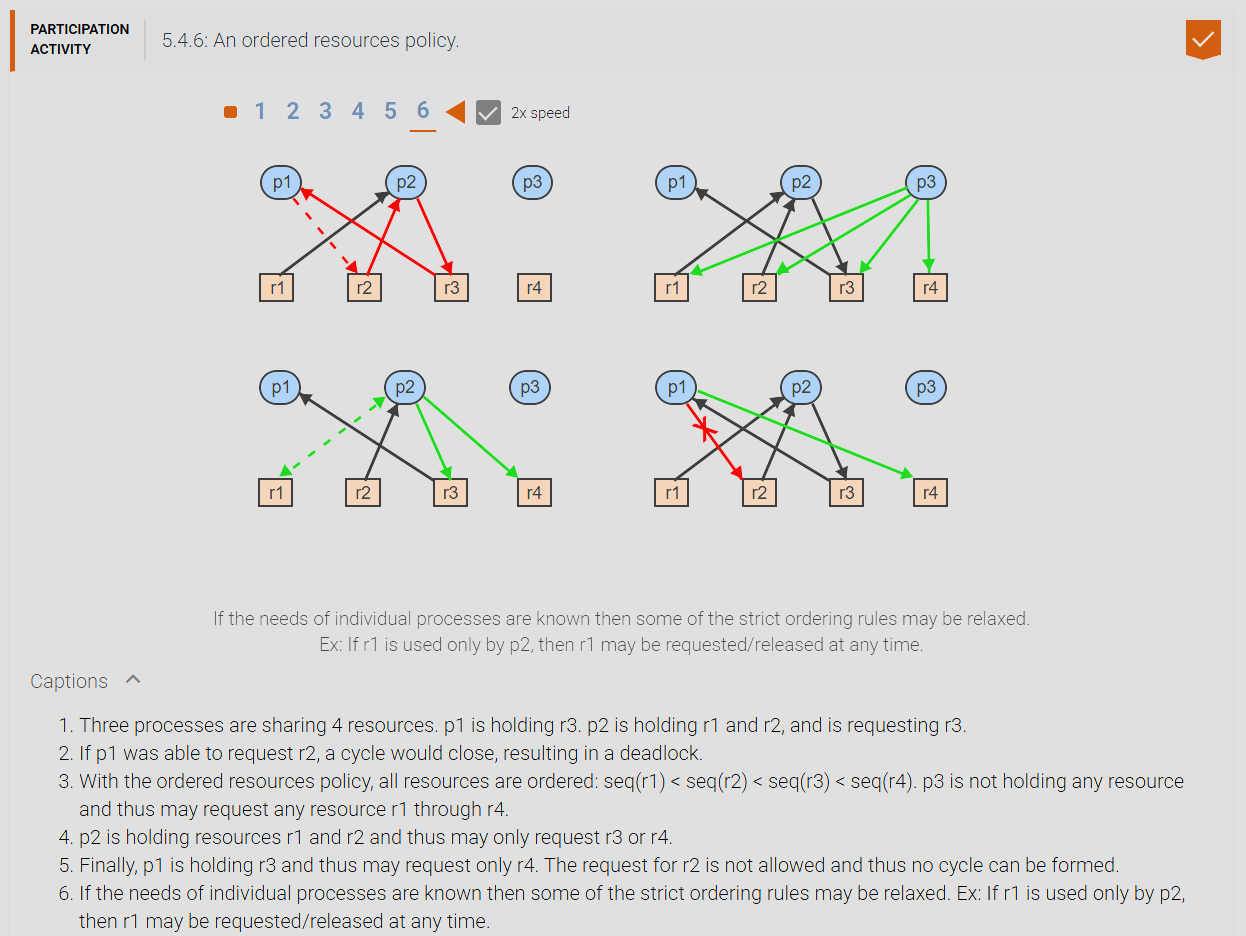 PARTICIPATION
ACTIVITY
5.4.6: An ordered resources policy.
1 2 3 4 5 6 2x speed
p1 p2 p3 p1 p2 p3
r1 r2 r3 r4 r1 r2 r3 r4
p1 p2 p3 p1 p2 p3
r1 r2 r3 r4 r1 r2 r3 r4
If the needs of individual processes are known then some of the strict ordering rules may be relaxed.
Ex: If r1 is used only by p2, then r1 may be requested/released at any time.
Captions
1. Three processes are sharing 4 resources. p1 is holding r3. p2 is holding r1 and r2, and is requesting r3.
2. If p1 was able to request r2, a cycle would close, resulting in a deadlock.
3. With the ordered resources policy, all resources are ordered: seq(r1) < seq(r2) < seq(r3) < seq(r4). p3 is not holding any resource
and thus may request any resource r1 through r4.
4. p2 is holding resources r1 and r2 and thus may only request r3 or r4.
5. Finally, p1 is holding r3 and thus may request only r4. The request for r2 is not allowed and thus no cycle can be formed.
6. If the needs of individual processes are known then some of the strict ordering rules may be relaxed. Ex: If r1 is used only by p2,
then r1 may be requested/released at any time.